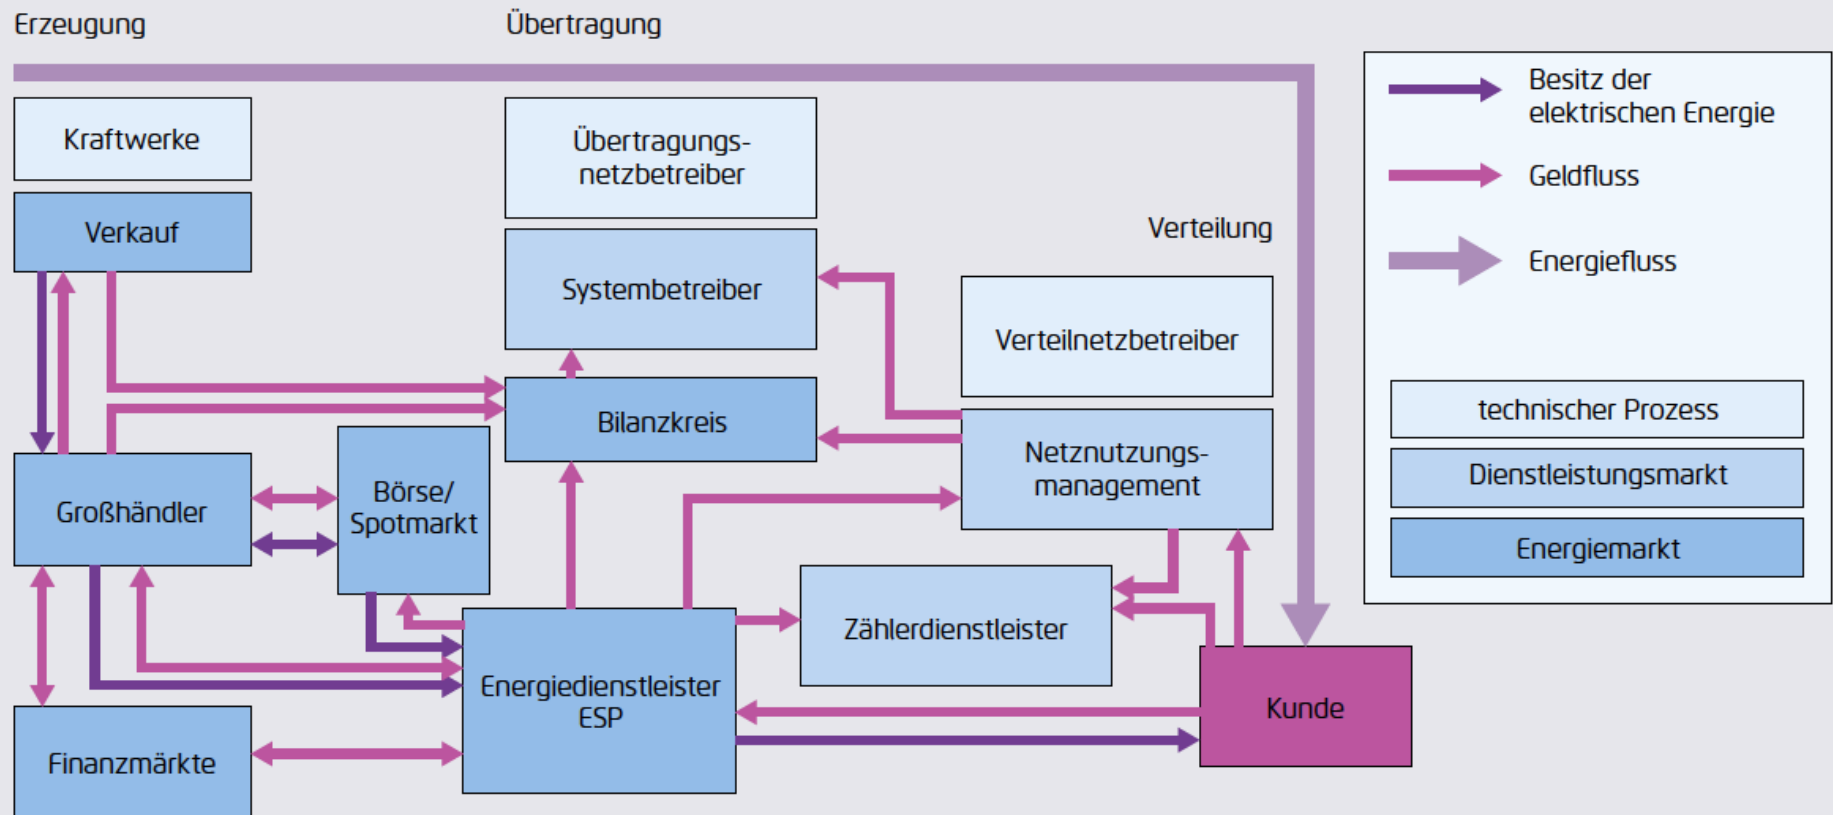 Erzeugung
Übertragung
Kraftwerke
Verkauf
Übertragungs-
netzbetreiber
Systembetreiber
Verteilung
Verteilnetzbetreiber
Bilanzkreis
Netznutzungs-
management
Großhändler
Börse/
Spotmarkt
Zählerdienstleister
Energiedienstleister
ESP
Kunde
Finanzmärkte
Besitz der
elektrischen Energie
Geldfluss
Energiefluss
technischer Prozess
Dienstleistungsmarkt
Energiemarkt